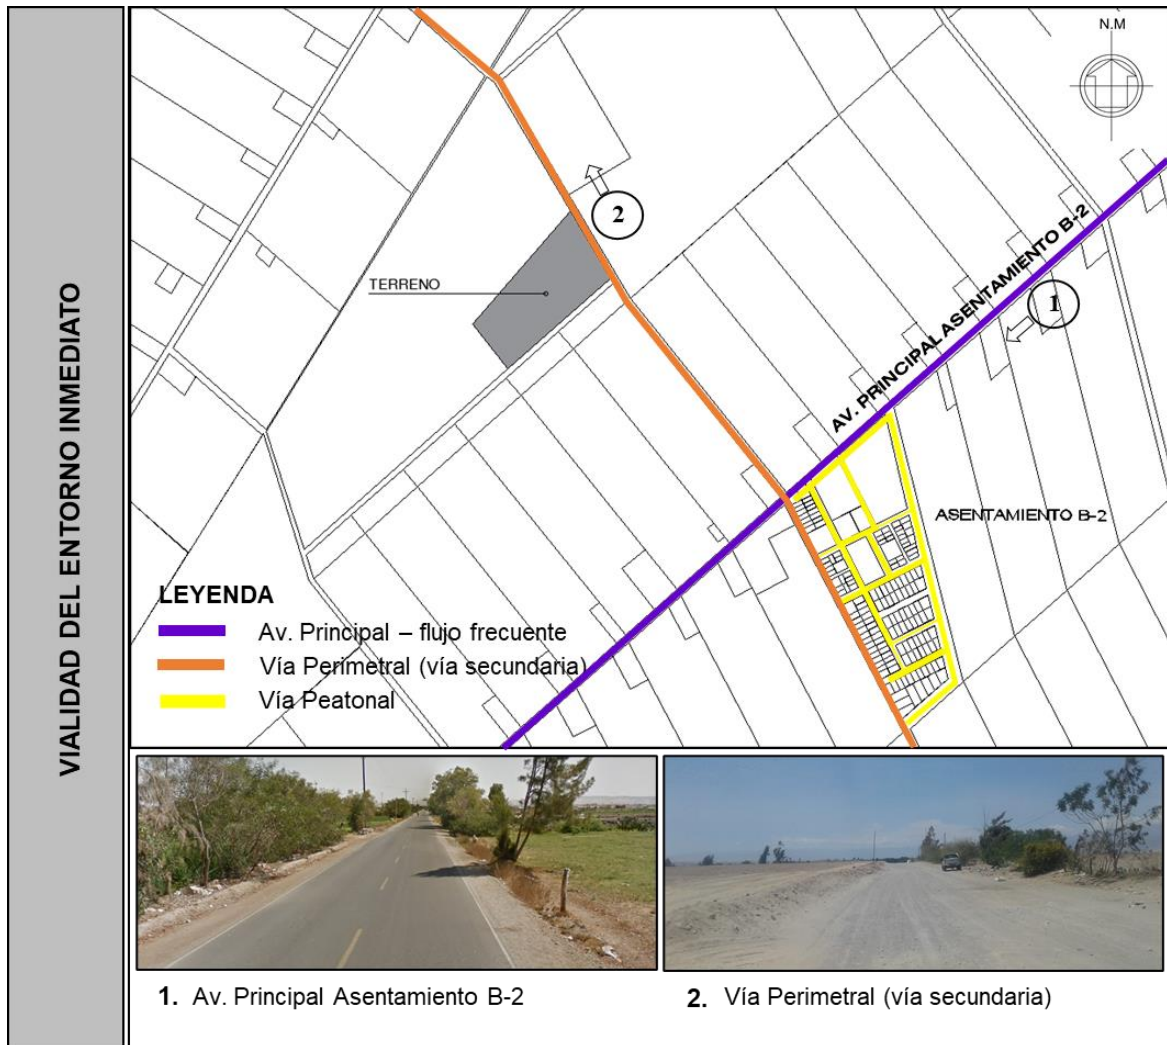 VIALIDAD DEL ENTORNO INMEDIATO
N.M
2
TERRENO
AV. PRINCIPAL ASENTAMIENTO B-2
1
ASENTAMIENTO B-2
LEYENDA
Av. Principal – flujo frecuente
Vía Perimetral (vía secundaria)
Vía Peatonal
1. Av. Principal Asentamiento B-2
2. Vía Perimetral (vía secundaria)